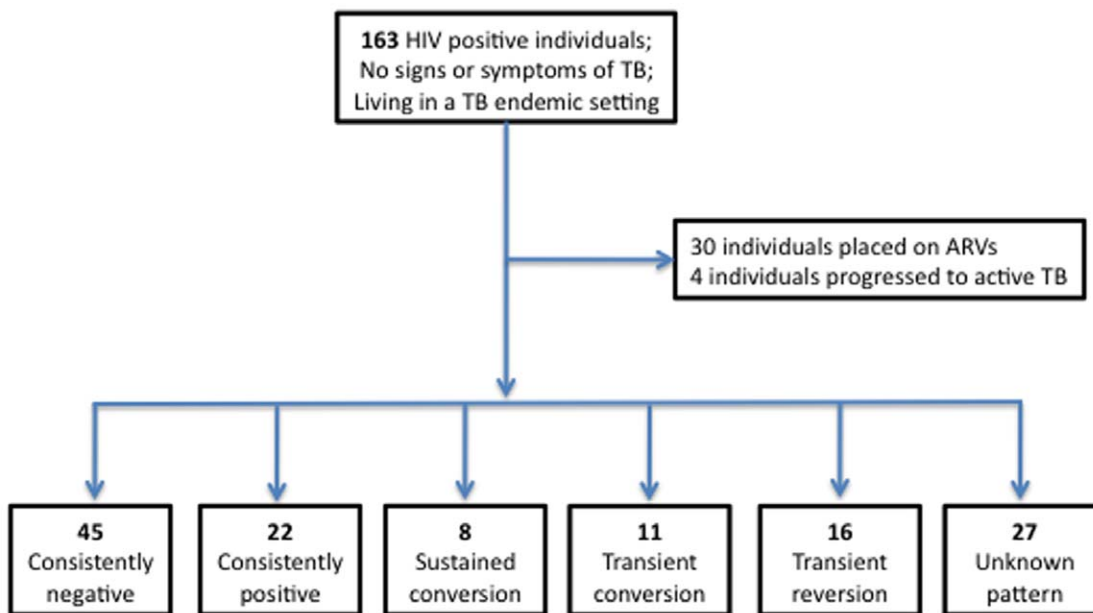 163 HIV positive individuals;
No signs or symptoms of TB;
Living in a TB endemic setting
30 individuals placed on ARVs
4 individuals progressed to active TB
45
Consistently
negative
22
Consistently
positive
8
Sustained
conversion
11
Transient
conversion
16
Transient
reversion
27
Unknown
pattern